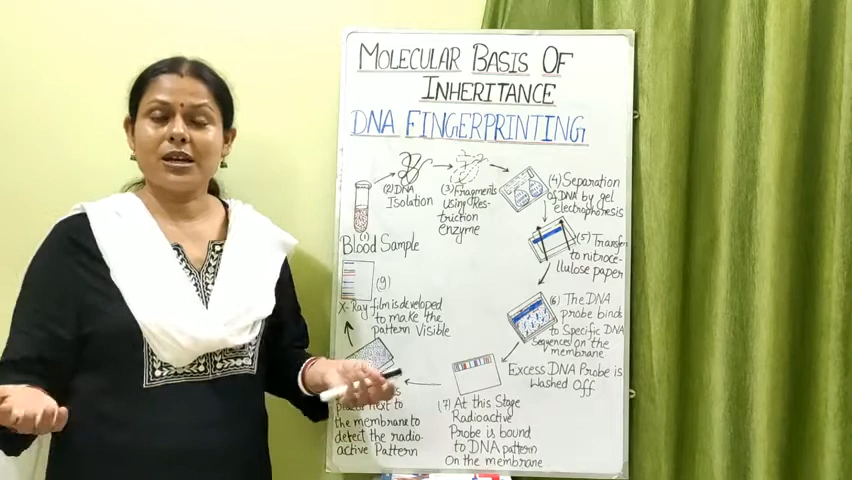 MOLECULAR BASIS OF
INHERITANCE
DNA FINGERPRINTING
(1)
Blood Sample
(2) DNA
Isolation
(3) Fragments
using Res-
triction
enzyme
(4) Separation
of DNA by gel
electrophoresis
(5) Transfer
to nitroce-
llulose paper
(6) The DNA
probe binds
to Specific DNA
sequences on the
membrane
Excess DNA Probe is
Washed Off
(7) At this Stage
Radioactive
Probe is bound
to DNA pattern
On the membrane
placed next to
the membrane to
detect the radio-
active Pattern
(9)
X-Ray film is developed
to make the
pattern Visible